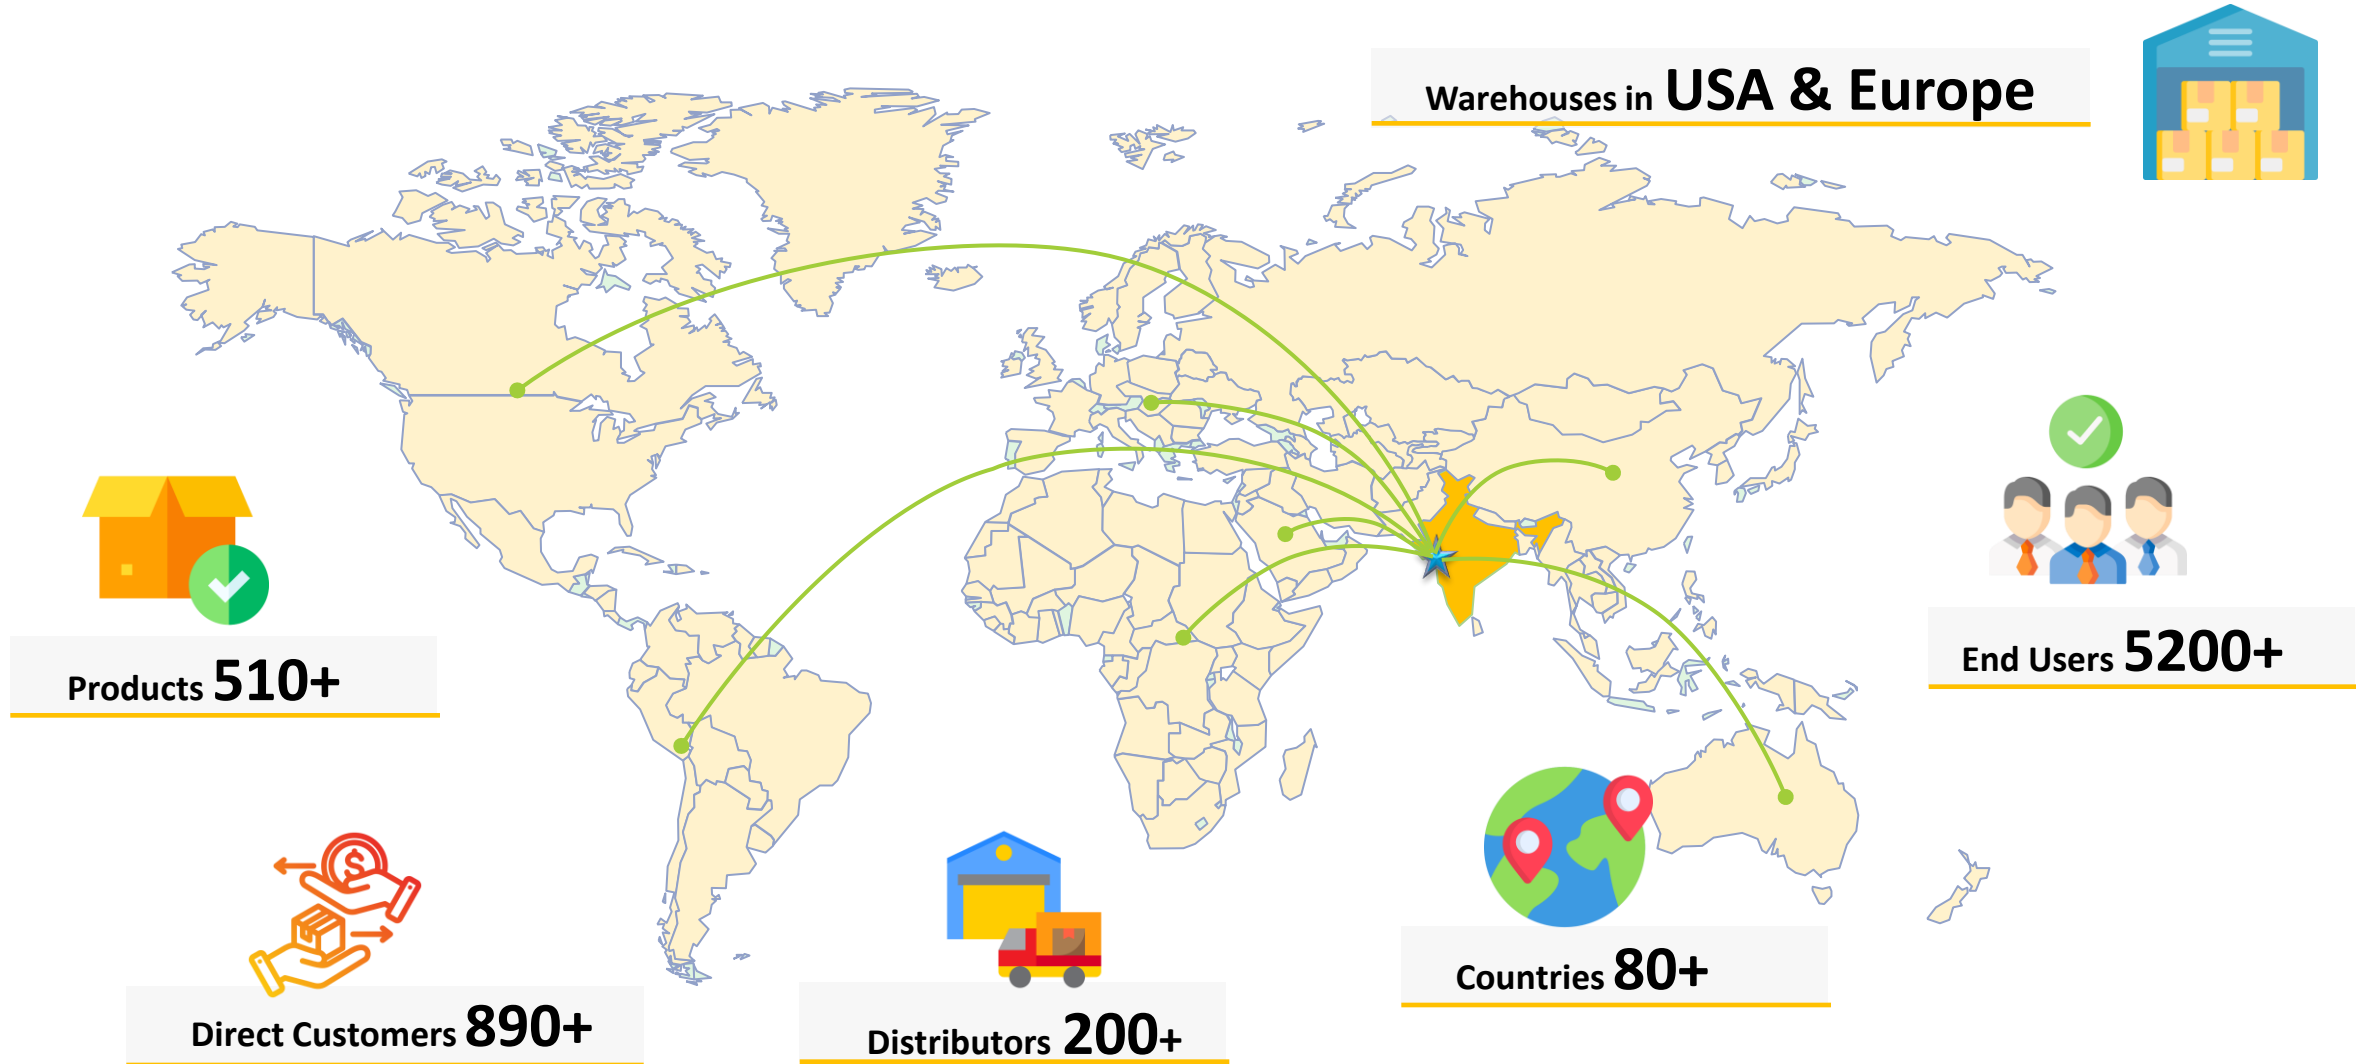 Warehouses in USA & Europe
Products 510+
End Users 5200+
Direct Customers 890+
Distributors 200+
Countries 80+